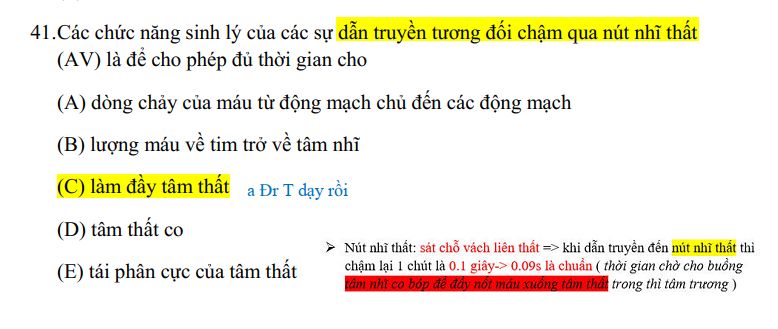 41.Các chức năng sinh lý của các sự dẫn truyền tương đối chậm qua nút nhĩ thất
(AV) là để cho phép đủ thời gian cho
(A) dòng chảy của máu từ động mạch chủ đến các động mạch
(B) lượng máu về tim trở về tâm nhĩ
(C) làm đầy tâm thất a Đr T dạy rồi
(D) tâm thất co
(E) tái phân cực của tâm thất
➤ Nút nhĩ thất: sát chỗ vách liên thất => khi dẫn truyền đến nút nhĩ thất thì
chậm lại 1 chút là 0.1 giây-> 0.09s là chuẩn ( thời gian chờ cho buồng
tâm nhĩ co bóp để đẩy nốt máu xuống tâm thất trong thì tâm trương )